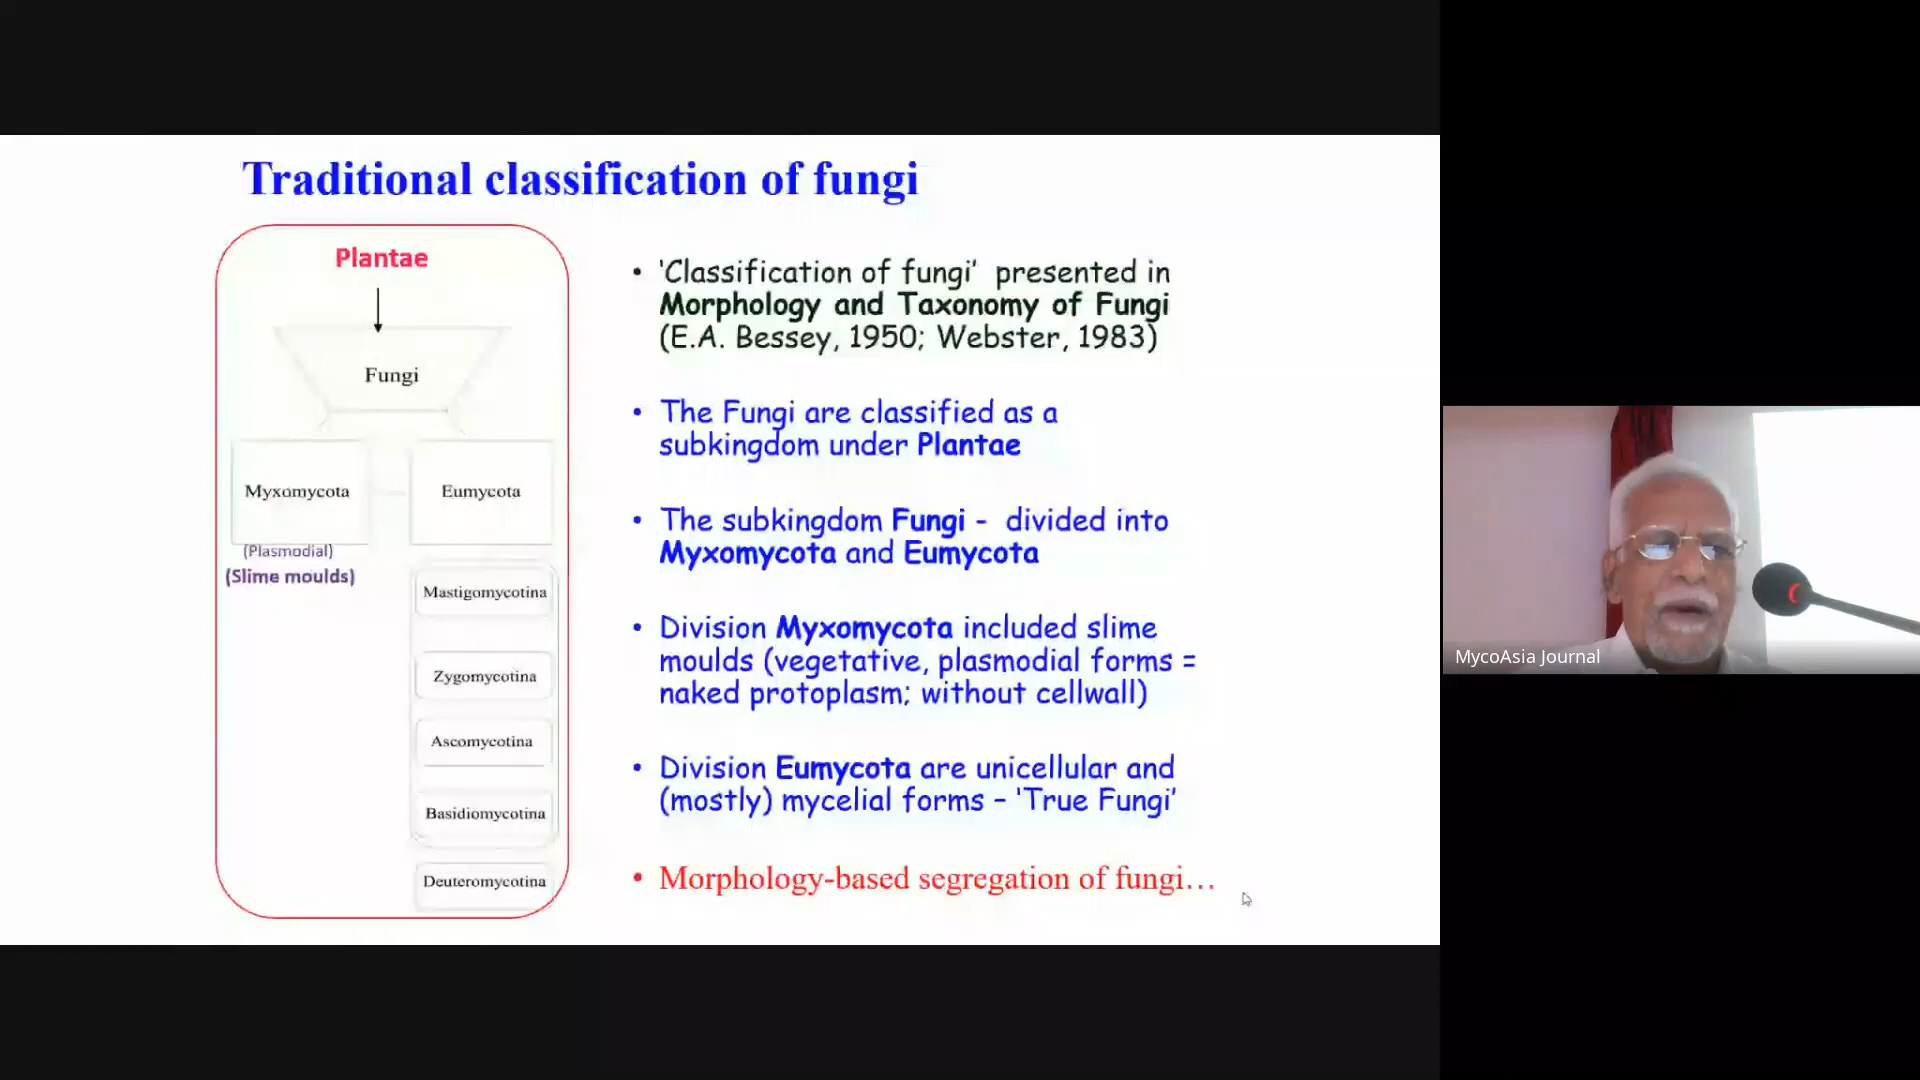 Traditional classification of fungi
Plantae
Fungi
Myxomycota
Eumycota
(Plasmodial)
(Slime moulds)
Mastigomycotina
Zygomycotina
Ascomycotina
Basidiomycotina
Deuteromycotina
• 'Classification of fungi' presented in
Morphology and Taxonomy of Fungi
(E.A. Bessey, 1950; Webster, 1983)
• The Fungi are classified as a
subkingdom under Plantae
• The subkingdom Fungi - divided into
Myxomycota and Eumycota
• Division Myxomycota included slime
moulds (vegetative, plasmodial forms =
naked protoplasm; without cellwall)
• Division Eumycota are unicellular and
(mostly) mycelial forms – 'True Fungi'
• Morphology-based segregation of fungi...
MycoAsia Journal